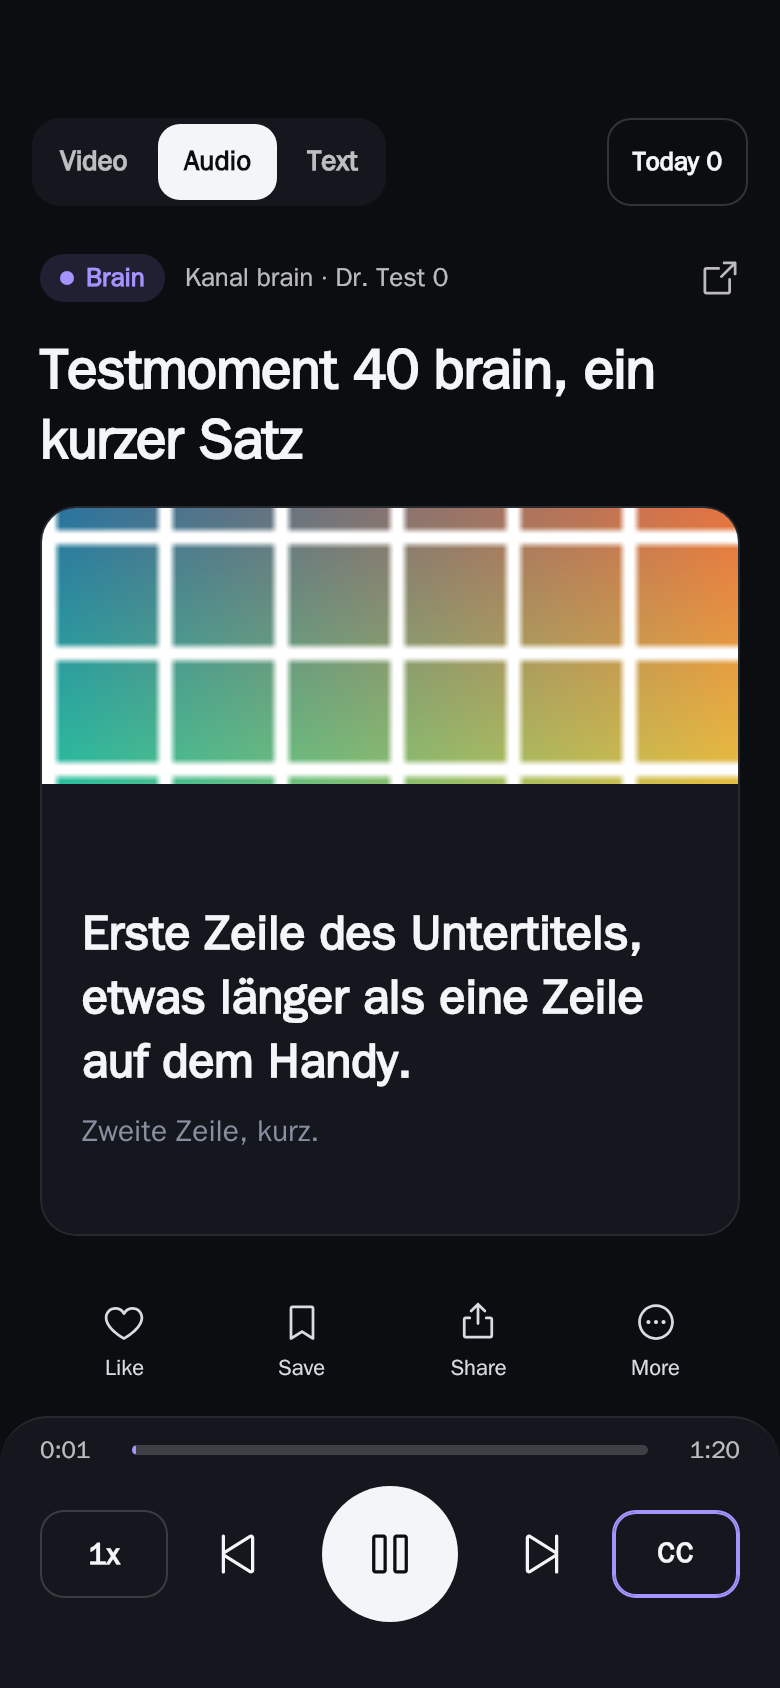 Video Audio Text Today 0
Brain Kanal brain · Dr. Test 0
Testmoment 40 brain, ein
kurzer Satz
Erste Zeile des Untertitels,
etwas länger als eine Zeile
auf dem Handy.
Zweite Zeile, kurz.
Like Save Share More
0:01 1:20
1x CC